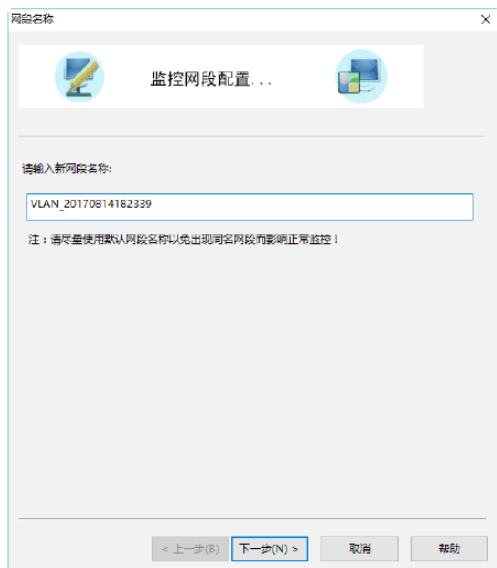 网段名称
监控网段配置...
请输入新网段名称:
VLAN_20170814182339
注：请尽量使用默认网段名称以免出现同名网段而影响正常监控！
< 上一步(B)
下一步(N) >
取消
帮助